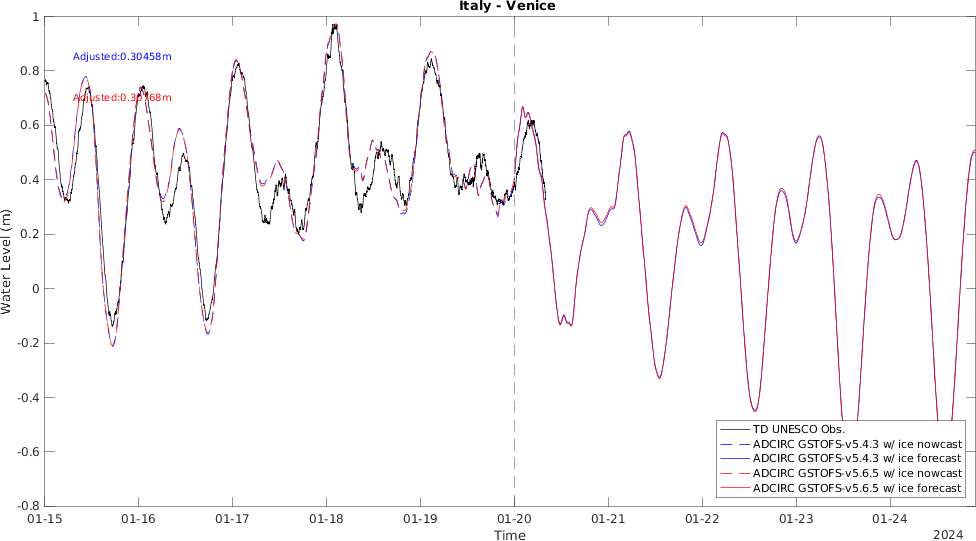 Italy - Venice
1
0.8
0.6
0.4
0.2
0
-0.2
-0.4
-0.6
-0.8
Water Level (m)
Adjusted:0.30458m
TD UNESCO Obs.
ADCIRC GSTOFS-v5.4.3 w/ ice nowcast
ADCIRC GSTOFS-v5.4.3 w/ ice forecast
ADCIRC GSTOFS-v5.6.5 w/ ice nowcast
ADCIRC GSTOFS-v5.6.5 w/ ice forecast
01-15 01-16 01-17 01-18 01-19 01-20 01-21 01-22 01-23 01-24
Time
2024